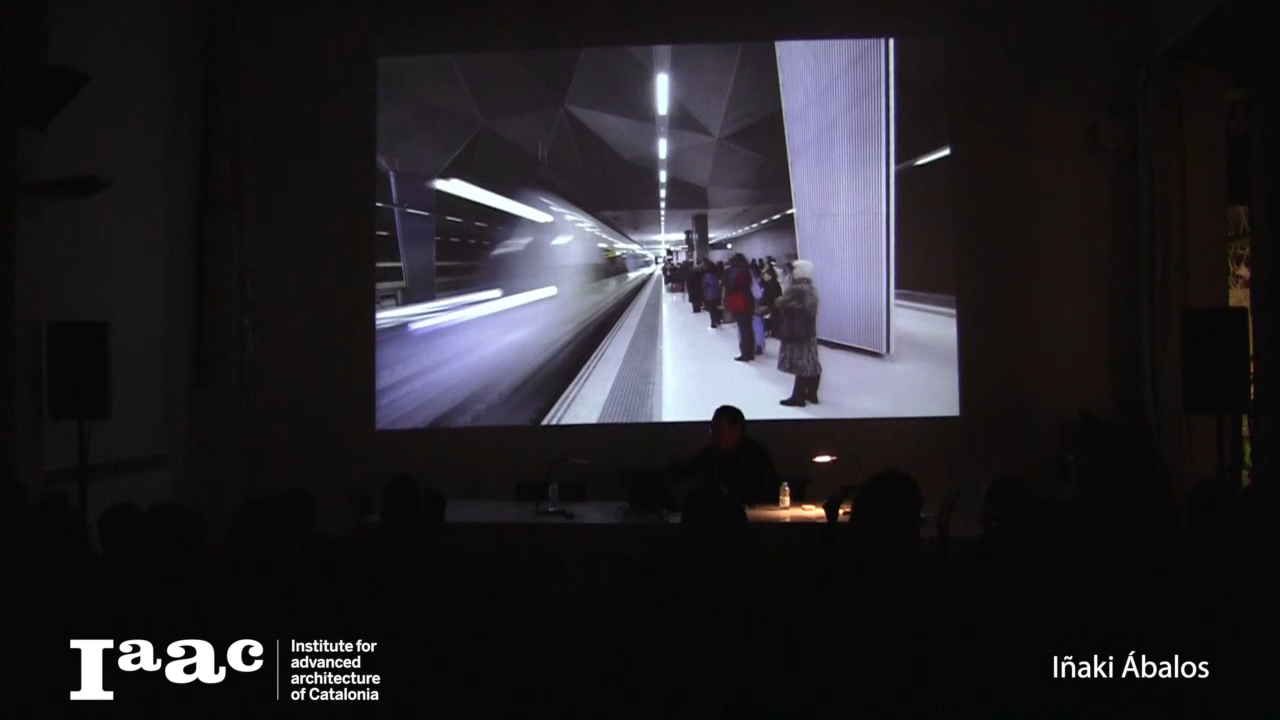 Iaac
Institute for
advanced
architecture
of Catalonia
Iñaki Ábalos